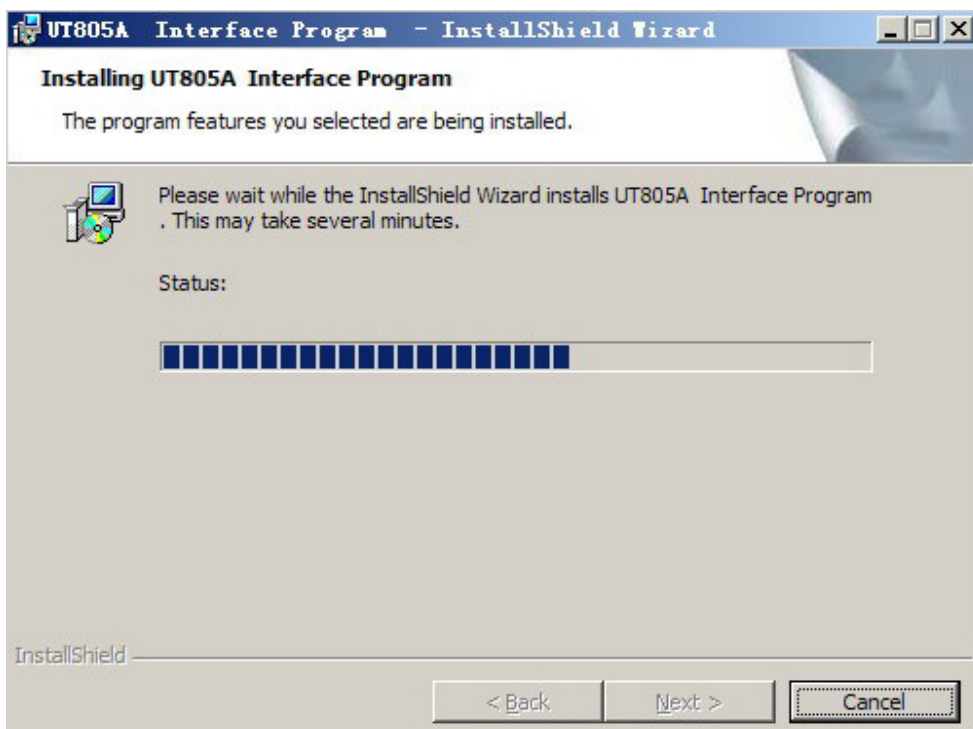 UT805A  Interface Program  - InstallShield Wizard
Installing UT805A  Interface Program
The program features you selected are being installed.
Please wait while the InstallShield Wizard installs UT805A  Interface Program
. This may take several minutes.
Status:
InstallShield
< Back
Next >
Cancel